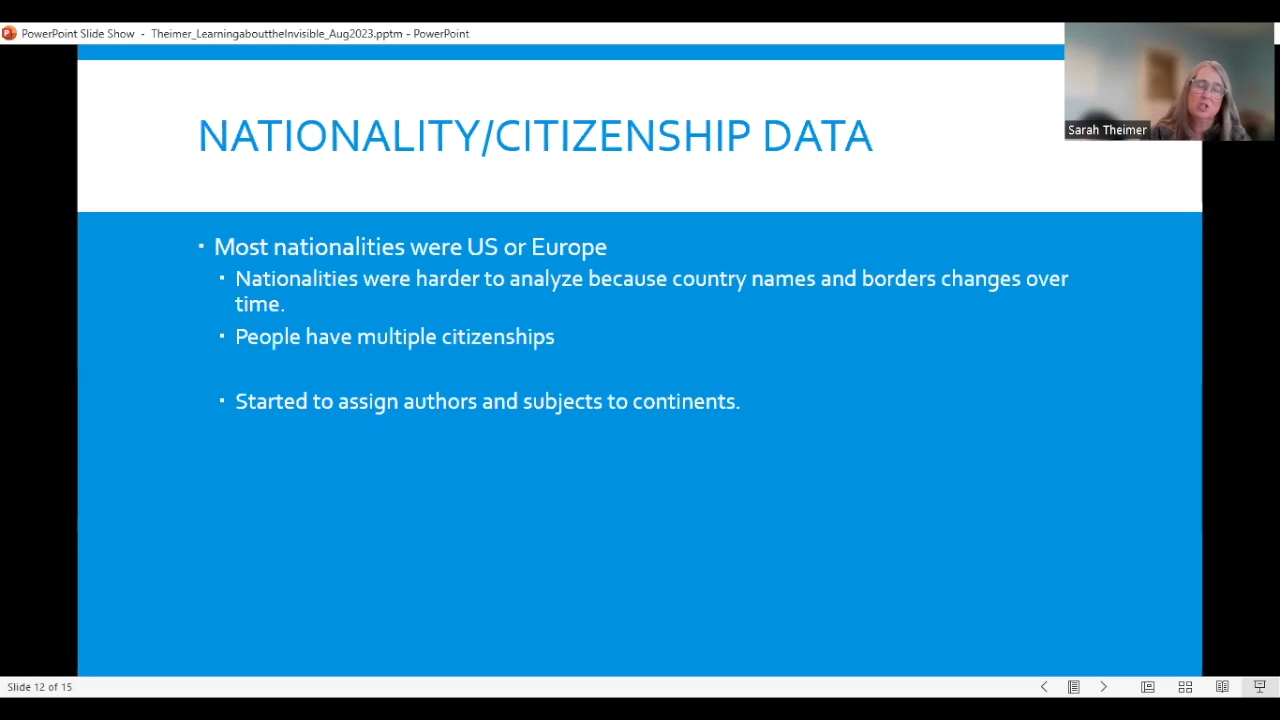 PowerPoint Slide Show - Theimer_LearningabouttheInvisible_Aug2023.pptm - PowerPoint
Sarah Theimer
NATIONALITY/CITIZENSHIP DATA
▪ Most nationalities were US or Europe
▪ Nationalities were harder to analyze because country names and borders changes over
time.
▪ People have multiple citizenships
▪ Started to assign authors and subjects to continents.
Slide 12 of 15